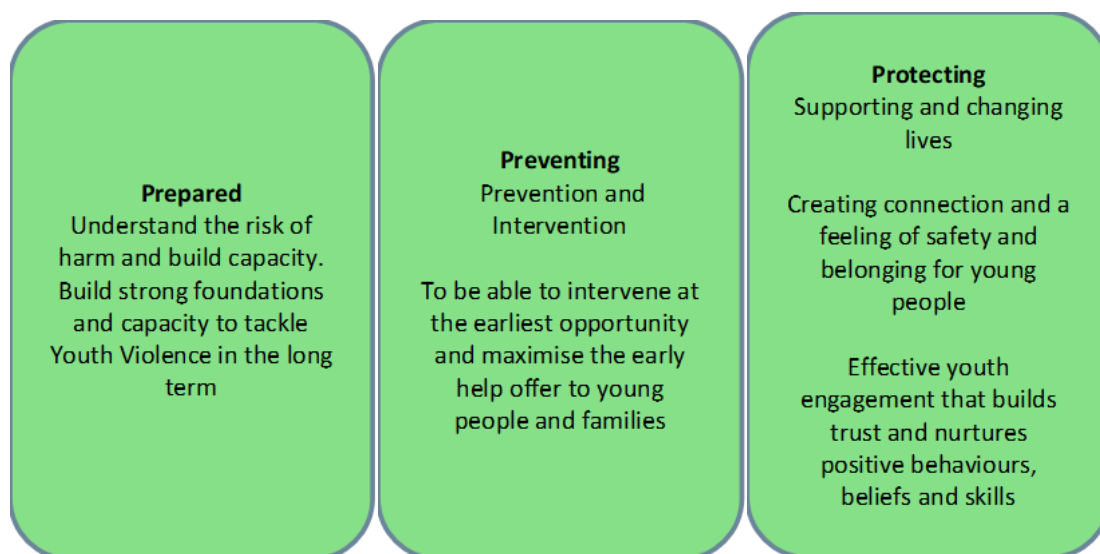 Prepared
Understand the risk of
harm and build capacity.
Build strong foundations
and capacity to tackle
Youth Violence in the long
term
Preventing
Prevention and
Intervention
To be able to intervene at
the earliest opportunity
and maximise the early
help offer to young
people and families
Protecting
Supporting and changing
lives
Creating connection and a
feeling of safety and
belonging for young
people
Effective youth
engagement that builds
trust and nurtures
positive behaviours,
beliefs and skills